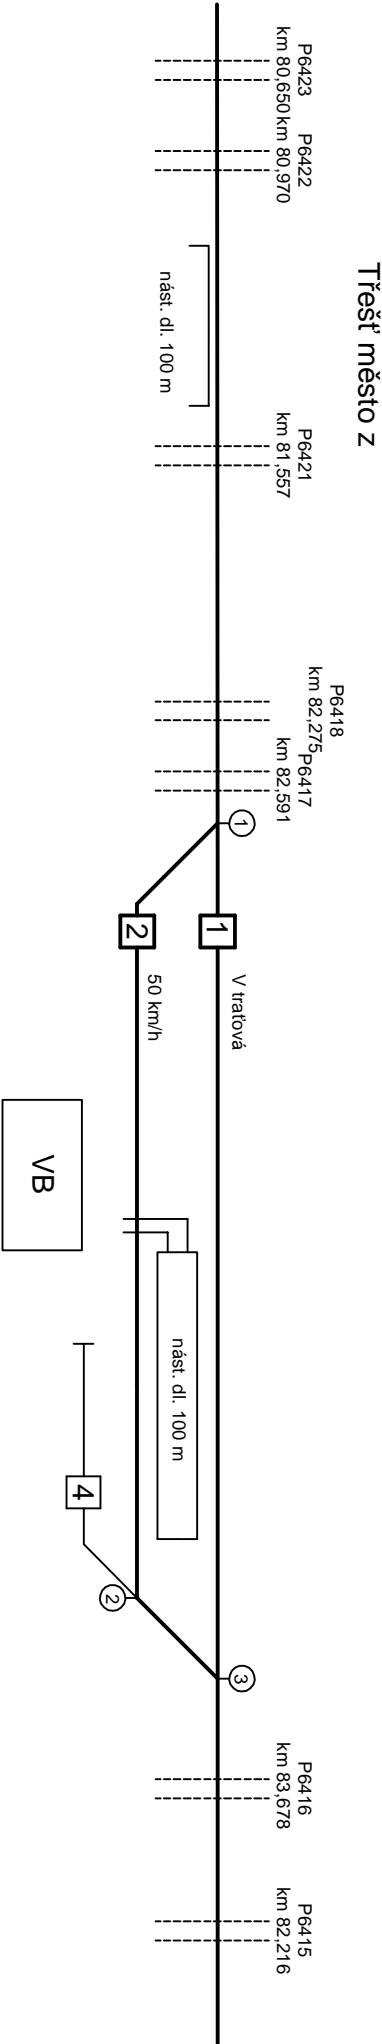 Třešť město z
P6423
km 80,650
P6422
km 80,970
nást. dl. 100 m
P6421
km 81,557
P6418
km 82,275
P6417
km 82,591
1
1
2
V traťová
50 km/h
VB
nást. dl. 100 m
4
2
3
P6416
km 83,678
P6415
km 82,216